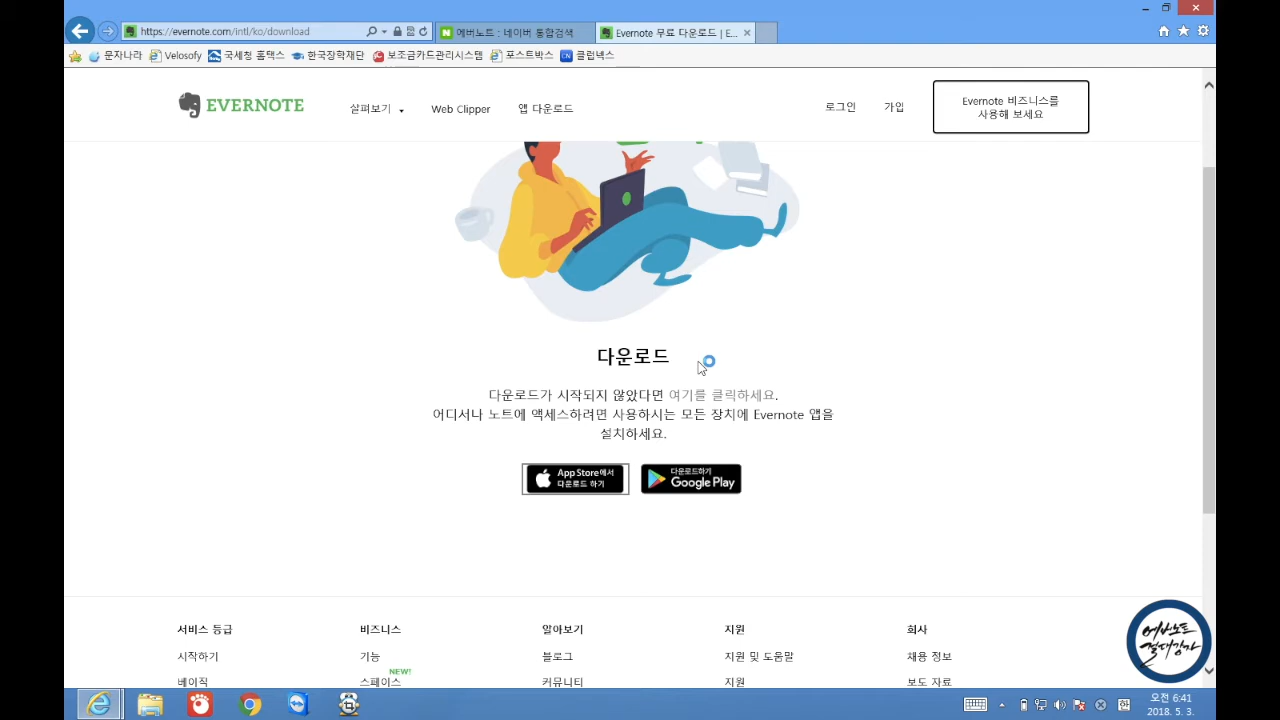 https://evernote.com/intl/ko/download
에버노트 : 네이버 통합검색
Evernote 무료 다운로드 | E...
문자나라
Velosofy
국세청 홈택스
한국장학재단
보조금카드관리시스템
포스트박스
클럽넥스
EVERNOTE
살펴보기
Web Clipper
앱 다운로드
로그인
가입
Evernote 비즈니스를
사용해 보세요
다운로드
다운로드가 시작되지 않았다면 여기를 클릭하세요.
어디서나 노트에 액세스하려면 사용하시는 모든 장치에 Evernote 앱을
설치하세요.
App Store에서
다운로드 하기
다운로드하기
Google Play
서비스 등급
비즈니스
알아보기
지원
회사
시작하기
기능
블로그
지원 및 도움말
채용 정보
NEW!
베이직
스페이스
커뮤니티
지원
보도 자료
에버노트
절대강자
오전 6:41
2018. 5. 3.